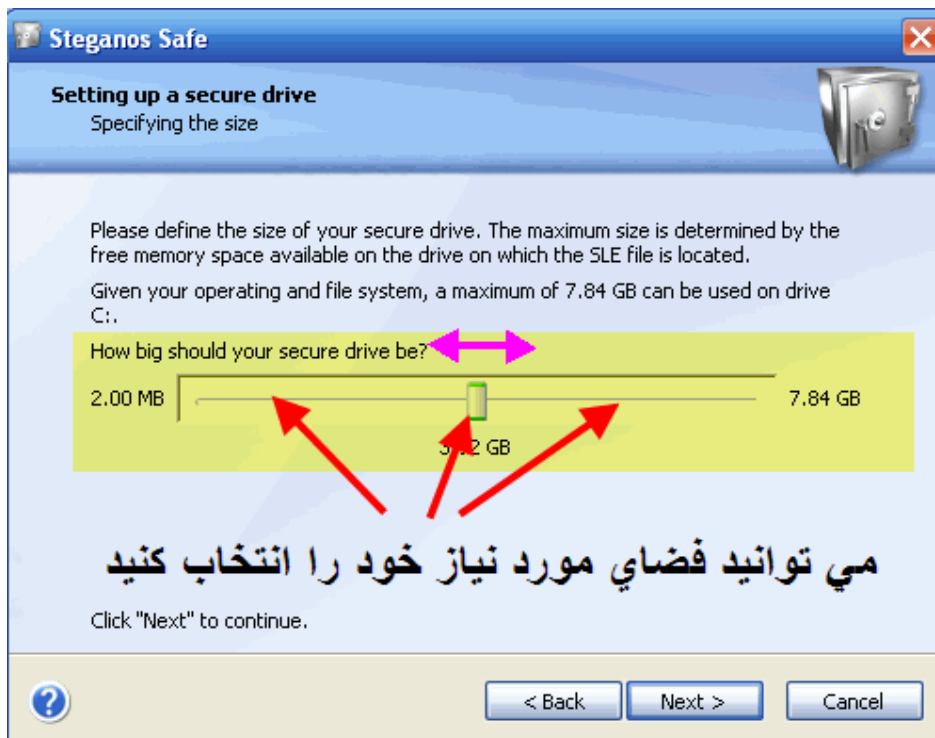 Steganos Safe
Setting up a secure drive
Specifying the size
Please define the size of your secure drive. The maximum size is determined by the
free memory space available on the drive on which the SLE file is located.
Given your operating and file system, a maximum of 7.84 GB can be used on drive
C:.
How big should your secure drive be?
2.00 MB
7.84 GB
GB
مي توانيد فضاي مورد نياز خود را انتخاب کنيد
Click "Next" to continue.
?
< Back
Next >
Cancel